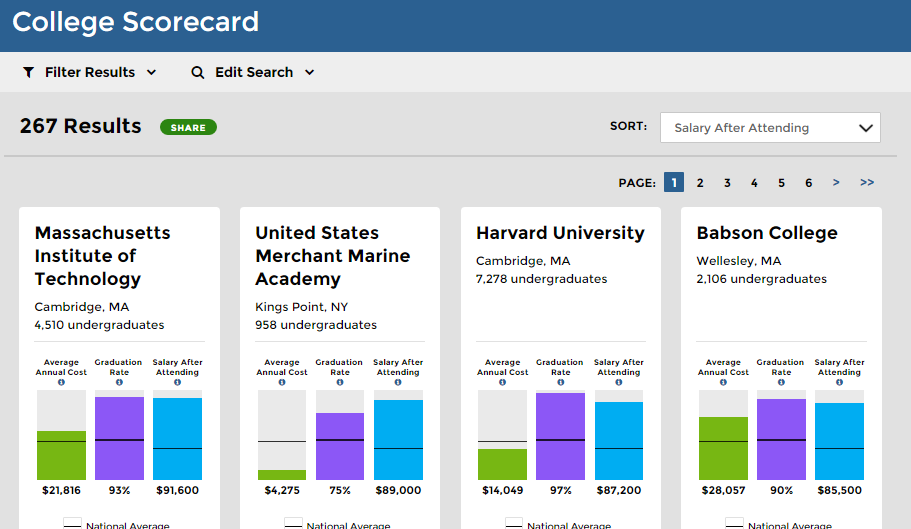 College Scorecard
Filter Results
Edit Search
267 Results
SHARE
SORT:
Salary After Attending
PAGE: 1 2 3 4 5 6 > >>
Massachusetts
Institute of
Technology
Cambridge, MA
4,510 undergraduates
Average
Annual Cost
Graduation
Rate
Salary After
Attending
$21,816
93%
$91,600
National Average
United States
Merchant Marine
Academy
Kings Point, NY
958 undergraduates
Average
Annual Cost
Graduation
Rate
Salary After
Attending
$4,275
75%
$89,000
National Average
Harvard University
Cambridge, MA
7,278 undergraduates
Average
Annual Cost
Graduation
Rate
Salary After
Attending
$14,049
97%
$87,200
National Average
Babson College
Wellesley, MA
2,106 undergraduates
Average
Annual Cost
Graduation
Rate
Salary After
Attending
$28,057
90%
$85,500
National Average